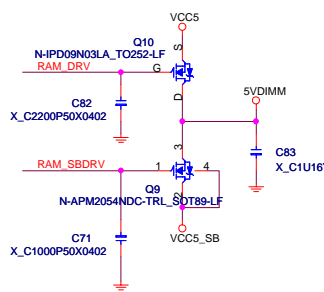 VCC5
Q10
S
N-IPD09N03LA_TO252-LF
RAM_DRV
G
D
5VDIMM
C82
X_C2200P50X0402
3
C83
X_C1U16
RAM_SBDRV
1
4
Q9
2
N-APM2054NDC-TRL_SOT89-LF
C71
X_C1000P50X0402
VCC5_SB